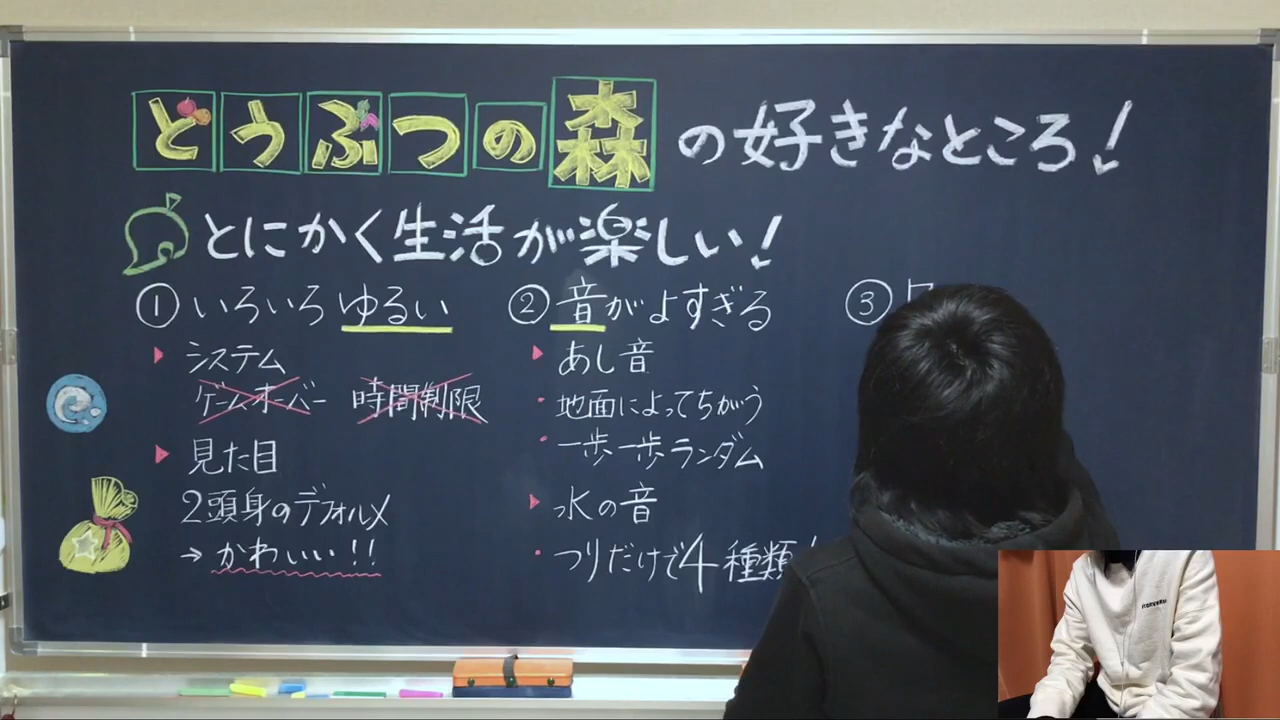 どうぶつの森の好きなところ!
とにかく生活が楽しい!
①いろいろゆるい
システム
ゲームオーバー 時間制限
見た目
2頭身のデフォルメ
→かわいい!!
②音がよすぎる
あし音
地面によってちがう
一歩一歩ランダム
水の音
つりだけで4種類!
③